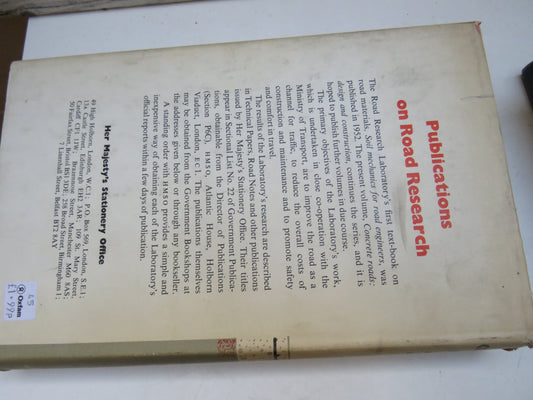 Publications
on Road Research
The Road Research Laboratory's first text-book on
road materials, Soil mechanics for road engineers, was
published in 1952. The present volume, Concrete roads:
design and construction, continues the series, and it is
hoped to publish further volumes in due course.
The primary objectives of the Laboratory's work,
which is undertaken in close co-operation with the
Ministry of Transport, are to improve the road as a
channel for traffic, to reduce the overall costs of
construction and maintenance and to promote safety
and comfort in travel.
The results of the Laboratory's research are described
in Technical Papers, Road Notes and other publications
issued by Her Majesty's Stationery Office. Their titles
appear in Sectional List No. 22 of Government Publica-
tions, obtainable from the Director of Publications
(Section P6C), HMSO, Atlantic House, Holborn
Viaduct, London, EC1. The publications themselves
may be obtained from the Government Bookshops at
the addresses given below or through any bookseller.
A standing order with HMSO provides a simple and
inexpensive way of obtaining each of the Laboratory's
official reports within a few days of publication.
Her Majesty's Stationery Office
49 High Holborn, London, W.C.1; P.O. Box 569, London, S.E.1;
13A Castle Street, Edinburgh EH2 3AR; 109 St. Mary Street,
Cardiff CF1 1JW; Brazennose Street, Manchester M60 8AS;
50 Fairfax Street, Bristol BS1 3DE; 258 Broad Street, Birmingham 1;
7 Linenhall Street, Belfast BT2 8AY
45
Oxfam
£1.99P